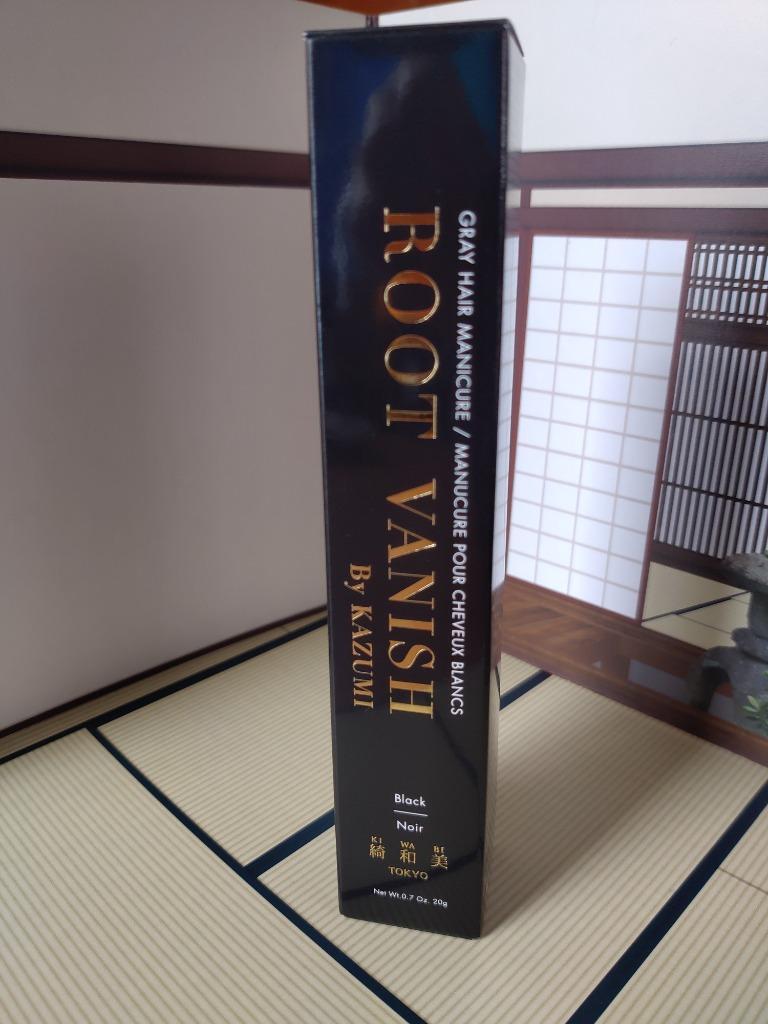 GRAY HAIR MANICURE / MANUCURE POUR CHEVEUX BLANCS
ROOT VANISH
By KAZUMI
Black
Noir
KI WA BI
綺和美
TOKYO
Net Wt.0.7 Oz. 20g